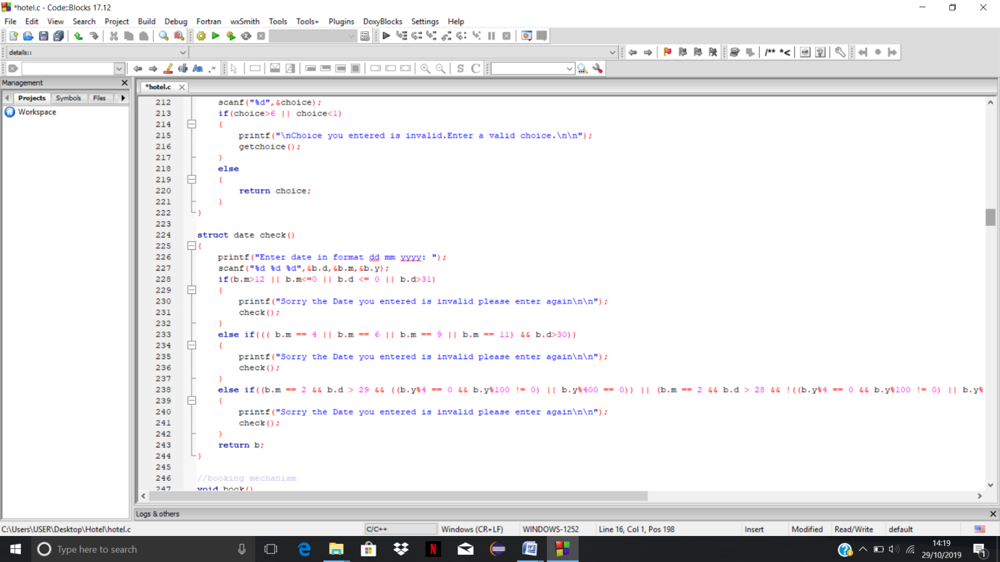 *hotel.c - Code::Blocks 17.12
File Edit View Search Project Build Debug Fortran wxSmith Tools Tools+ Plugins DoxyBlocks Settings Help
details::
/** *<
Aa .*
S C
Management
*hotel.c
Projects Symbols Files
Workspace
212 scanf("%d",&choice);
213 if(choice>6 || choice<1)
214 {
215 printf("\nChoice you entered is invalid.Enter a valid choice.\n\n");
216 getchoice();
217 }
218 else
219 {
220 return choice;
221 }
222 }
223
224 struct date check()
225 {
226 printf("Enter date in format dd mm yyyy: ");
227 scanf("%d %d %d",&b.d,&b.m,&b.y);
228 if(b.m>12 || b.m<=0 || b.d <= 0 || b.d>31)
229 {
230 printf("Sorry the Date you entered is invalid please enter again\n\n");
231 check();
232 }
233 else if((( b.m == 4 || b.m == 6 || b.m == 9 || b.m == 11) && b.d>30))
234 {
235 printf("Sorry the Date you entered is invalid please enter again\n\n");
236 check();
237 }
238 else if((b.m == 2 && b.d > 29 && ((b.y%4 == 0 && b.y%100 != 0) || b.y%400 == 0)) || (b.m == 2 && b.d > 28 && !((b.y%4 == 0 && b.y%100 != 0) || b.y%
239 {
240 printf("Sorry the Date you entered is invalid please enter again\n\n");
241 check();
242 }
243 return b;
244 }
245
246 //booking mechanism
247 void book()
Logs & others
C:\Users\USER\Desktop\Hotel\hotel.c C/C++ Windows (CR+LF) WINDOWS-1252 Line 16, Col 1, Pos 198 Insert Modified Read/Write default
Type here to search
14:19
29/10/2019
1